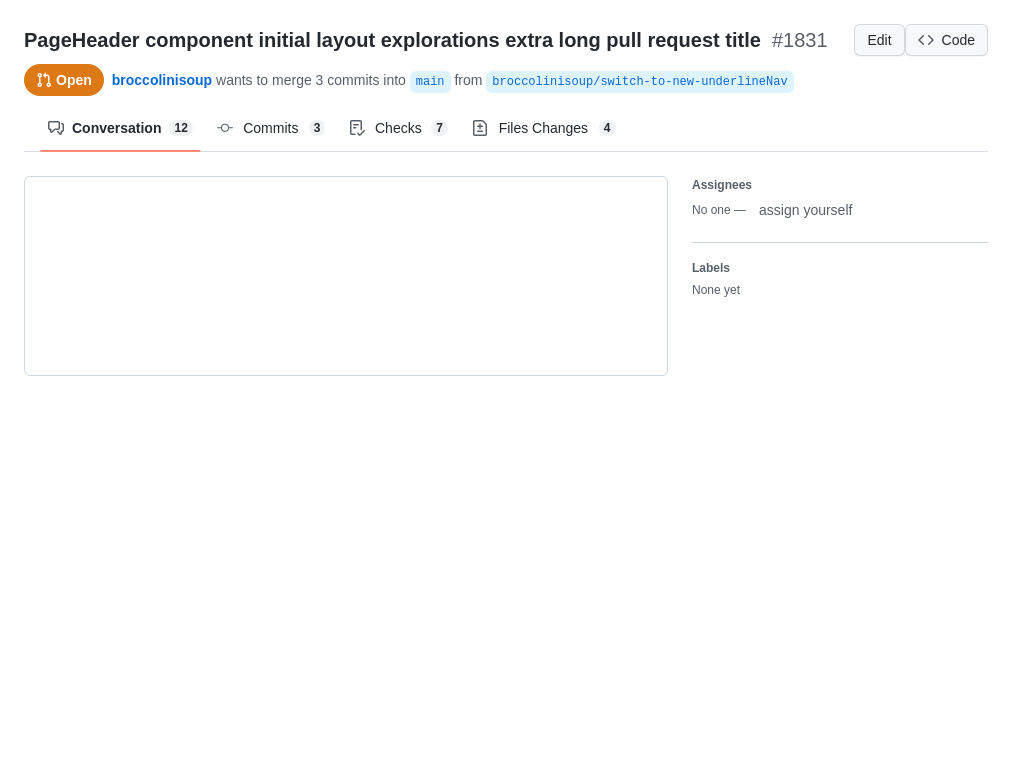 PageHeader component initial layout explorations extra long pull request title #1831
Edit
Code
Open
broccolinisoup wants to merge 3 commits into main from broccolinisoup/switch-to-new-underlineNav
Conversation 12
Commits 3
Checks 7
Files Changes 4
Assignees
No one — assign yourself
Labels
None yet